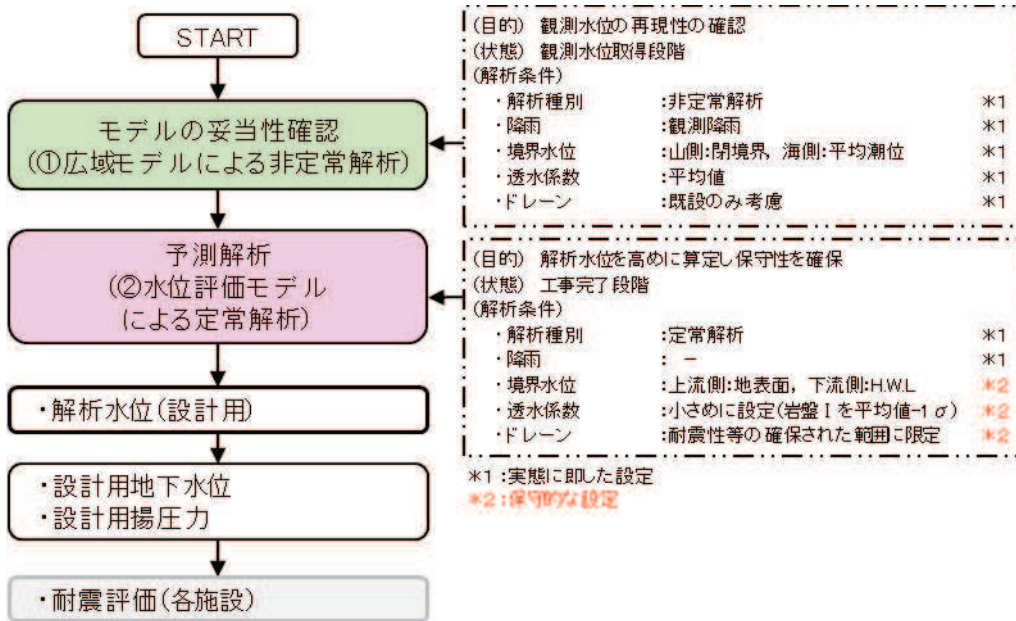 START
モデルの妥当性確認
(①広域モデルによる非定常解析)
予測解析
(②水位評価モデル
による定常解析)
・解析水位(設計用)
・設計用地下水位
・設計用揚圧力
・耐震評価(各施設)
(目的) 観測水位の再現性の確認
(状態) 観測水位取得段階
(解析条件)
・解析種別 :非定常解析 *1
・降雨 :観測降雨 *1
・境界水位 :山側:閉境界, 海側:平均潮位 *1
・透水係数 :平均値 *1
・ドレーン :既設のみ考慮 *1
(目的) 解析水位を高めに算定し保守性を確保
(状態) 工事完了段階
(解析条件)
・解析種別 :定常解析 *1
・降雨 : － *1
・境界水位 :上流側:地表面, 下流側:H.W.L *2
・透水係数 :小さめに設定(岩盤Ⅰを平均値-1σ) *2
・ドレーン :耐震性等の確保された範囲に限定 *2
*1:実態に即した設定
*2:保守的な設定